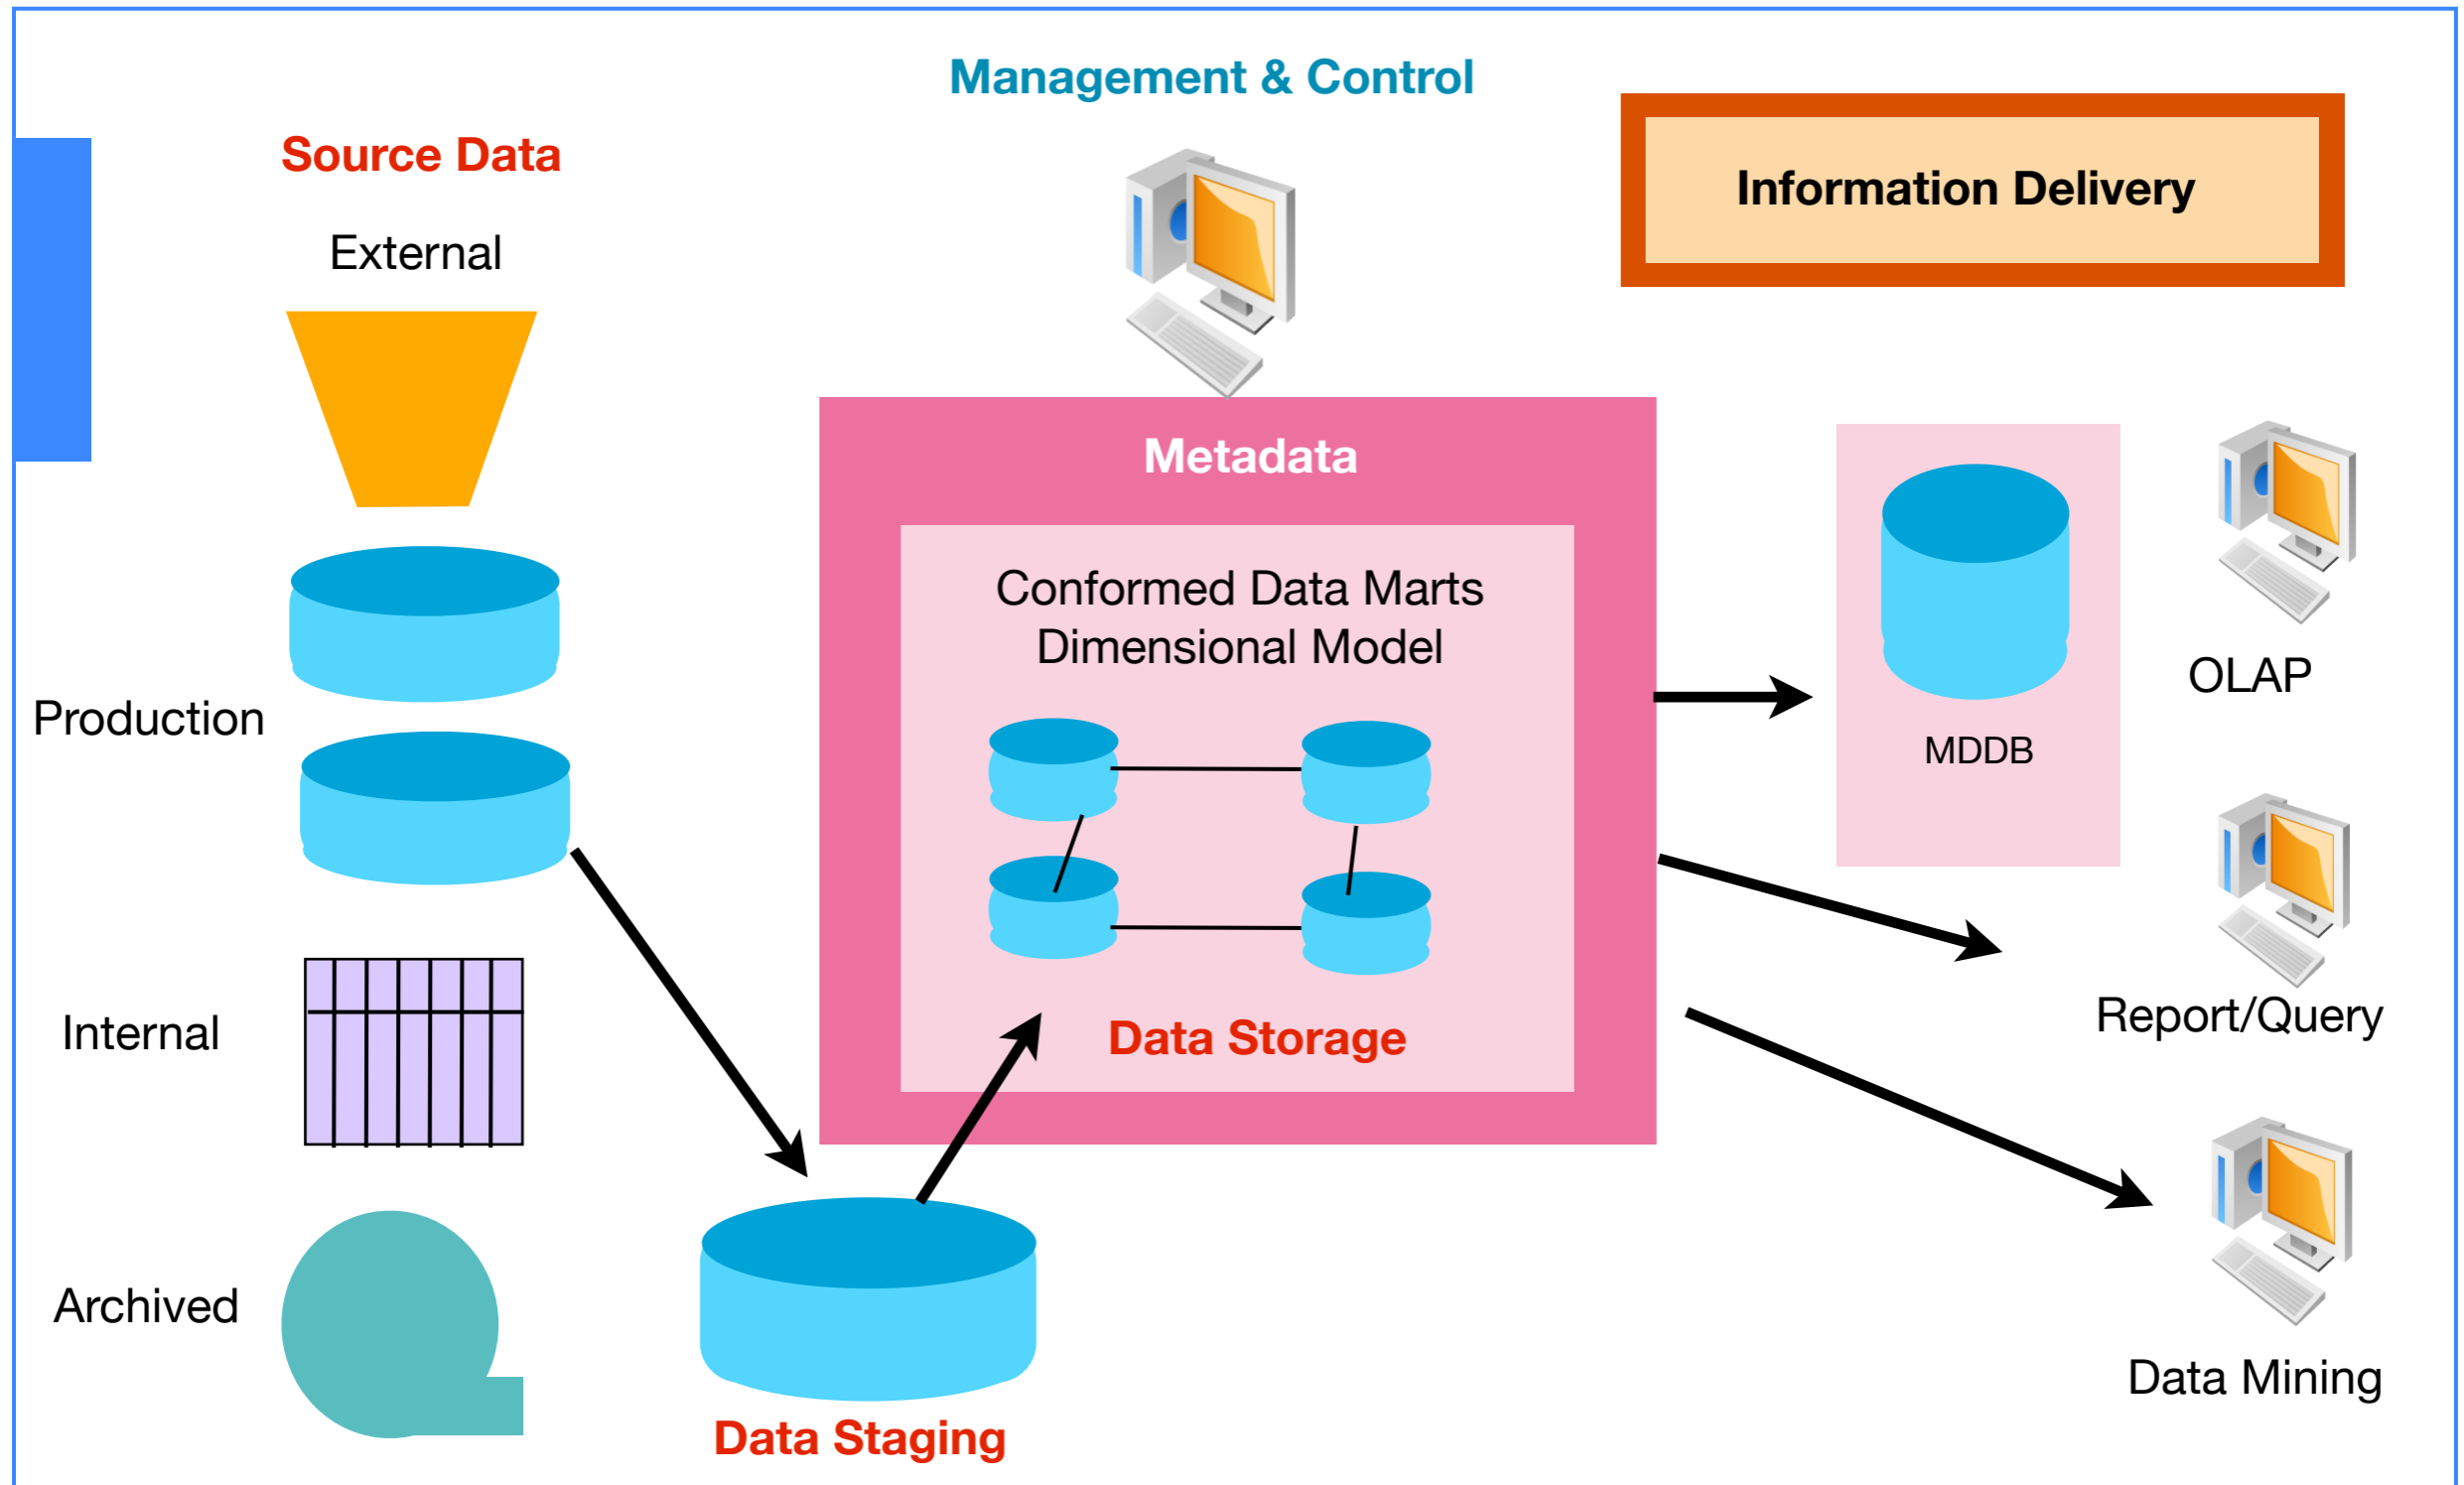 Management & Control
Source Data
Information Delivery
External
Metadata
Conformed Data Marts
Dimensional Model
OLAP
Production
MDDB
Internal
Report/Query
Data Storage
Archived
Data Mining
Data Staging